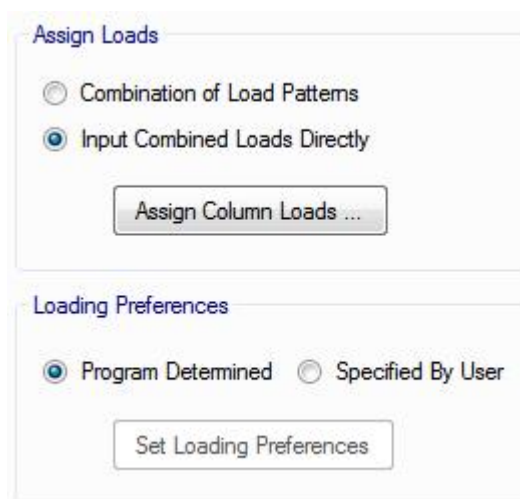 Assign Loads
Combination of Load Patterns
Input Combined Loads Directly
Assign Column Loads ...
Loading Preferences
Program Determined Specified By User
Set Loading Preferences